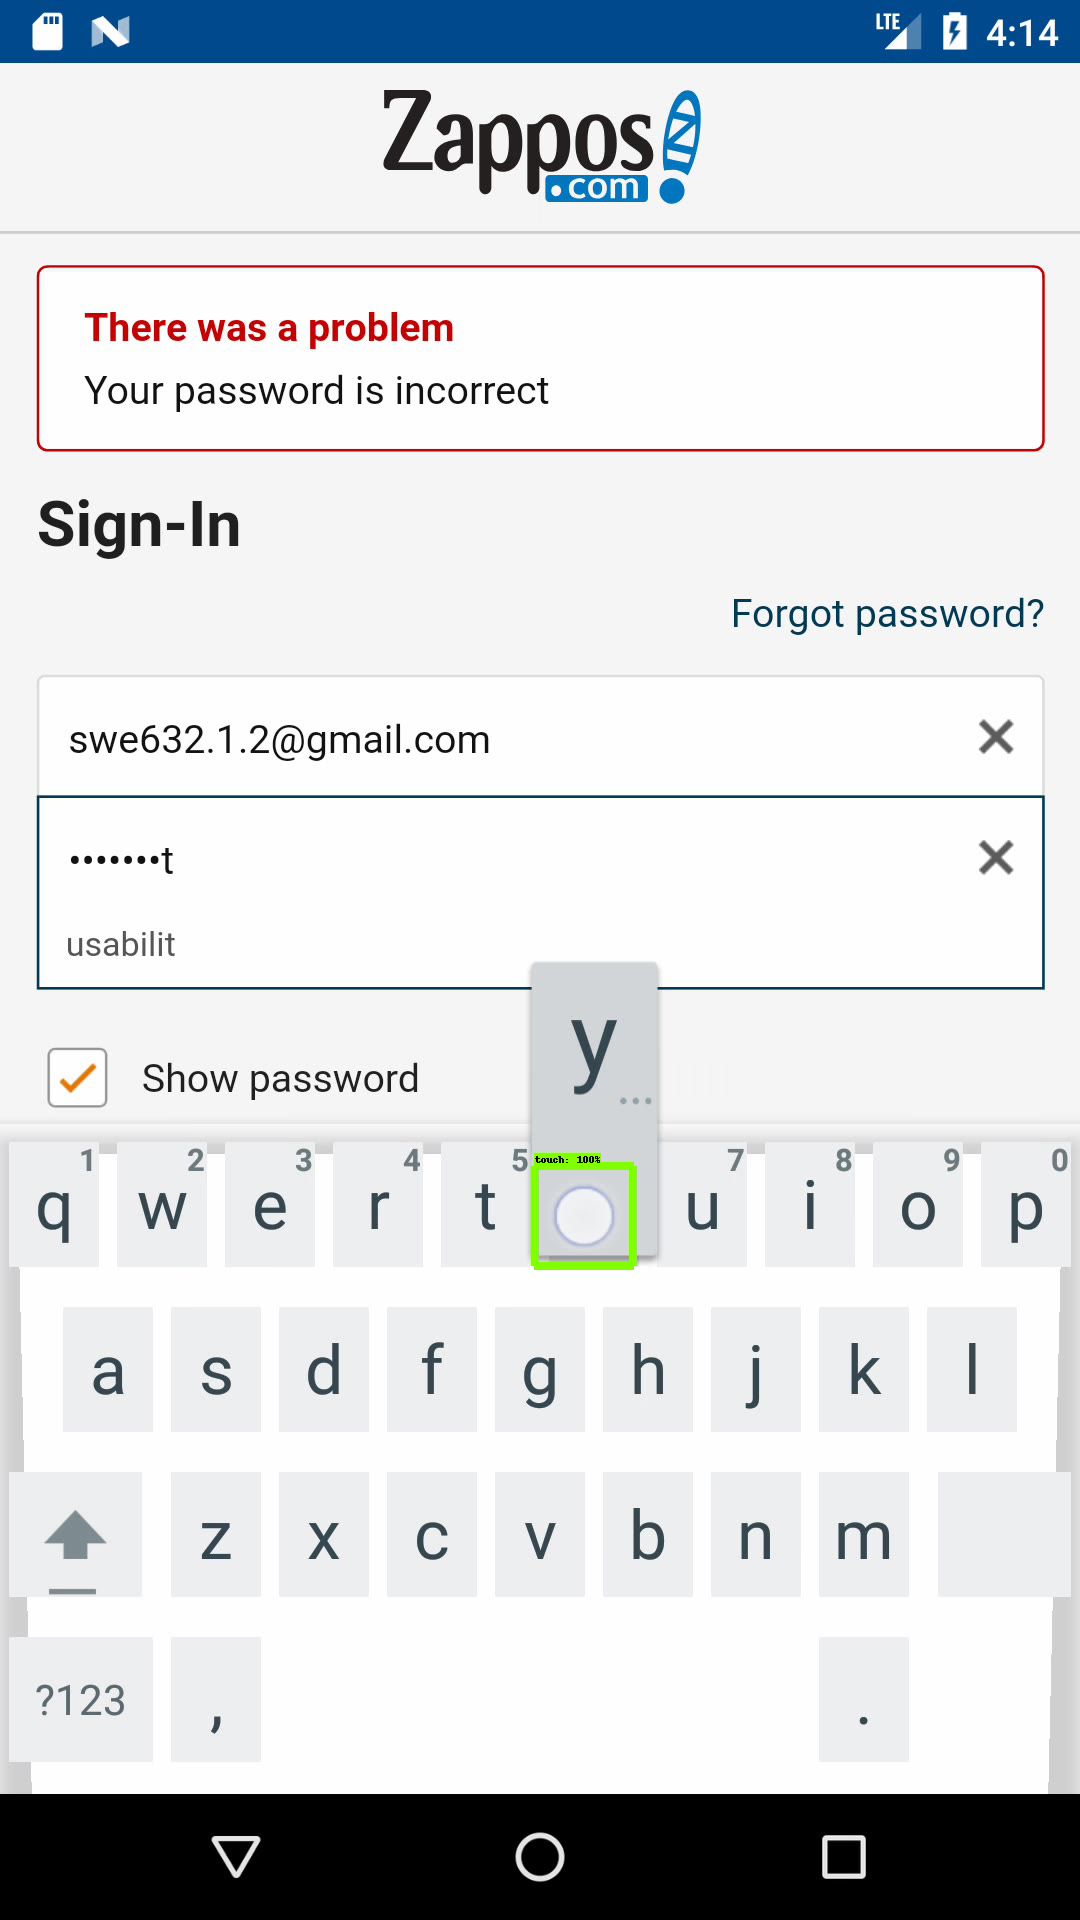 LTE 4:14
Zappos
.com
There was a problem
Your password is incorrect
Sign-In
Forgot password?
swe632.1.2@gmail.com
•••••••t
usabilit
y
...
Show password
touch: 100%
1 2 3 4 5 7 8 9 0
q w e r t u i o p
a s d f g h j k l
z x c v b n m
?123 , .